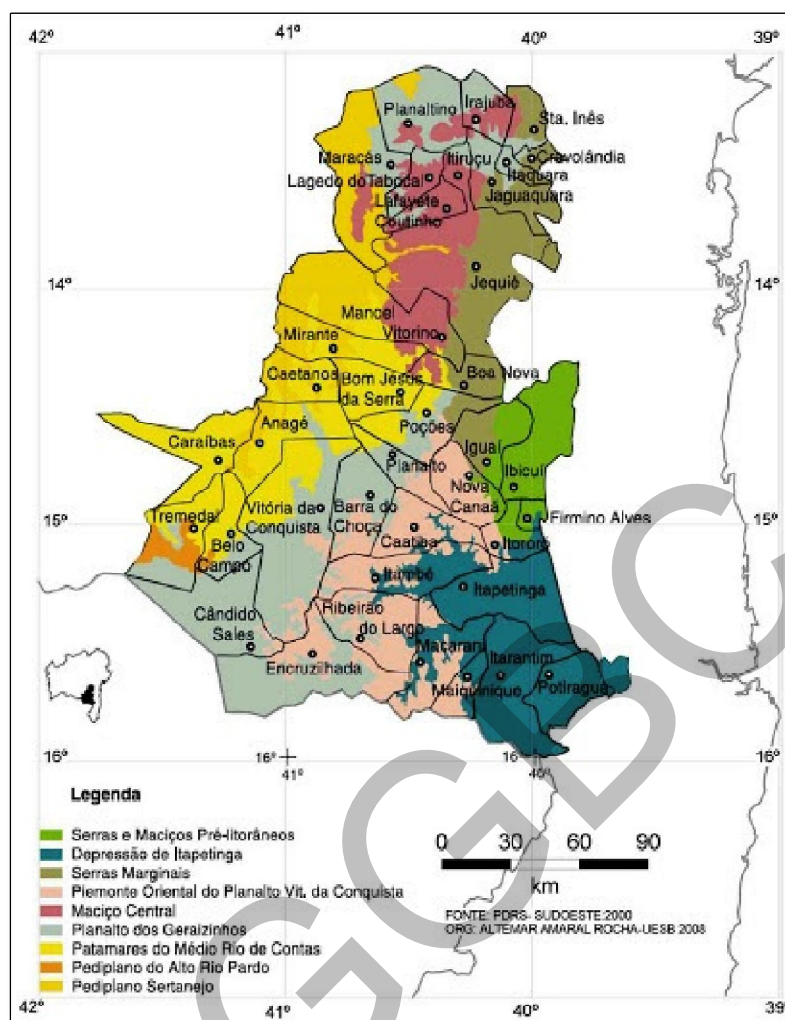 42º 41º 40º 39º
Planaltino
Irajuba
Sta. Inês
Maracás
Itiruçu
Cravolândia
Itaquara
Lagedo do Tabocal
Jaguaquara
Lafayete
Coutinho
14º 14º
Jequié
Manoel
Vitorino
Mirante
Caetanos
Bom Jesus
da Serra
Boa Nova
Anagé
Poções
Caraíbas
Planalto
Iguaí
Ibicuí
Nova
Canaã
Tremedal
Vitória da
Conquista
Barra do
Choça
15º 15º
Firmino Alves
Belo
Campo
Caatiba
Itororó
Itambé
Itapetinga
Cândido
Sales
Ribeirão
do Largo
Macarani
Itarantim
Encruzilhada
Maiquinique
Potiraguá
16º 16º 16º 16º
41º 40º
Legenda
Serras e Maciços Pré-litorâneos
Depressão de Itapetinga
Serras Marginais
Piemonte Oriental do Planalto Vit. da Conquista
Maciço Central
Planalto dos Geraizinhos
Patamares do Médio Rio de Contas
Pediplano do Alto Rio Pardo
Pediplano Sertanejo
0 30 60 90
km
FONTE: PDRS- SUDOESTE:2000
ORG: ALTEMAR AMARAL ROCHA-UESB 2008
42º 41º 40º 39º
GGBC